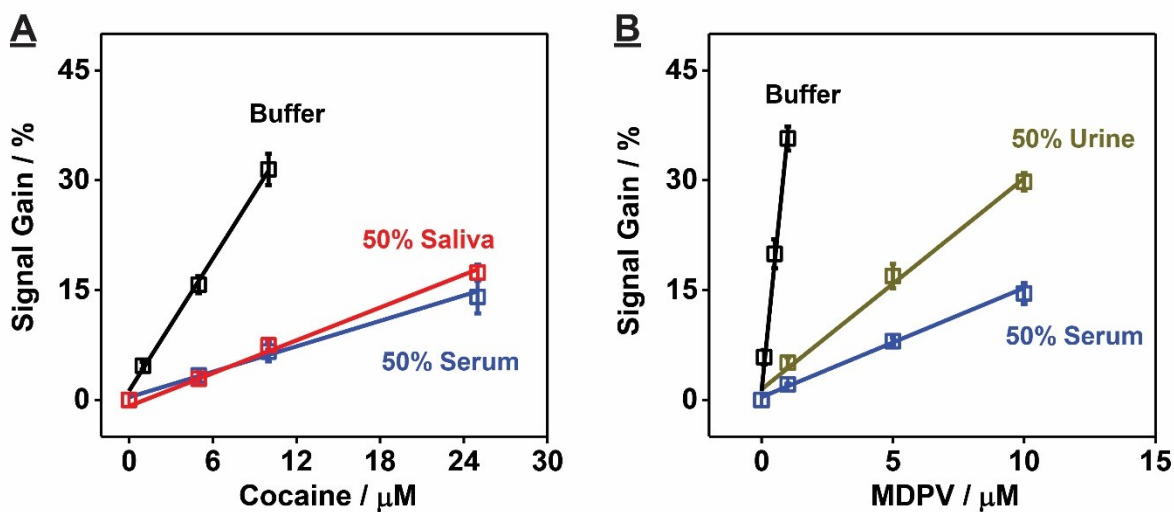 A
Signal Gain / %
45
30
15
0
Buffer
50% Saliva
50% Serum
0 6 12 18 24 30
Cocaine / μM
B
Signal Gain / %
45
30
15
0
Buffer
50% Urine
50% Serum
0 5 10 15
MDPV / μM